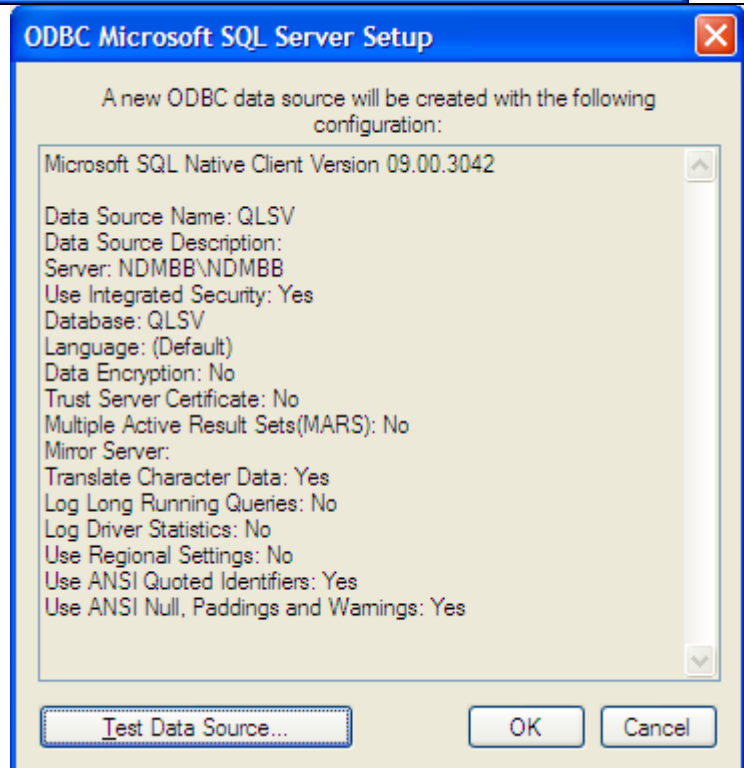 ODBC Microsoft SQL Server Setup
A new ODBC data source will be created with the following
configuration:
Microsoft SQL Native Client Version 09.00.3042
Data Source Name: QLSV
Data Source Description:
Server: NDMBB\NDMBB
Use Integrated Security: Yes
Database: QLSV
Language: (Default)
Data Encryption: No
Trust Server Certificate: No
Multiple Active Result Sets(MARS): No
Mirror Server:
Translate Character Data: Yes
Log Long Running Queries: No
Log Driver Statistics: No
Use Regional Settings: No
Use ANSI Quoted Identifiers: Yes
Use ANSI Null, Paddings and Warnings: Yes
Test Data Source... OK Cancel